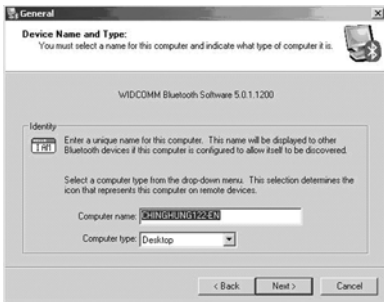 General
Device Name and Type:
You must select a name for this computer and indicate what type of computer it is.
WIDCOMM Bluetooth Software 5.0.1.1200
Identity
I AM
Enter a unique name for this computer. This name will be displayed to other
Bluetooth devices if this computer is configured to allow itself to be discovered.
Select a computer type from the drop-down menu. This selection determines the
icon that represents this computer on remote devices.
Computer name: CHINGHUNG122-EN
Computer type: Desktop
< Back Next > Cancel